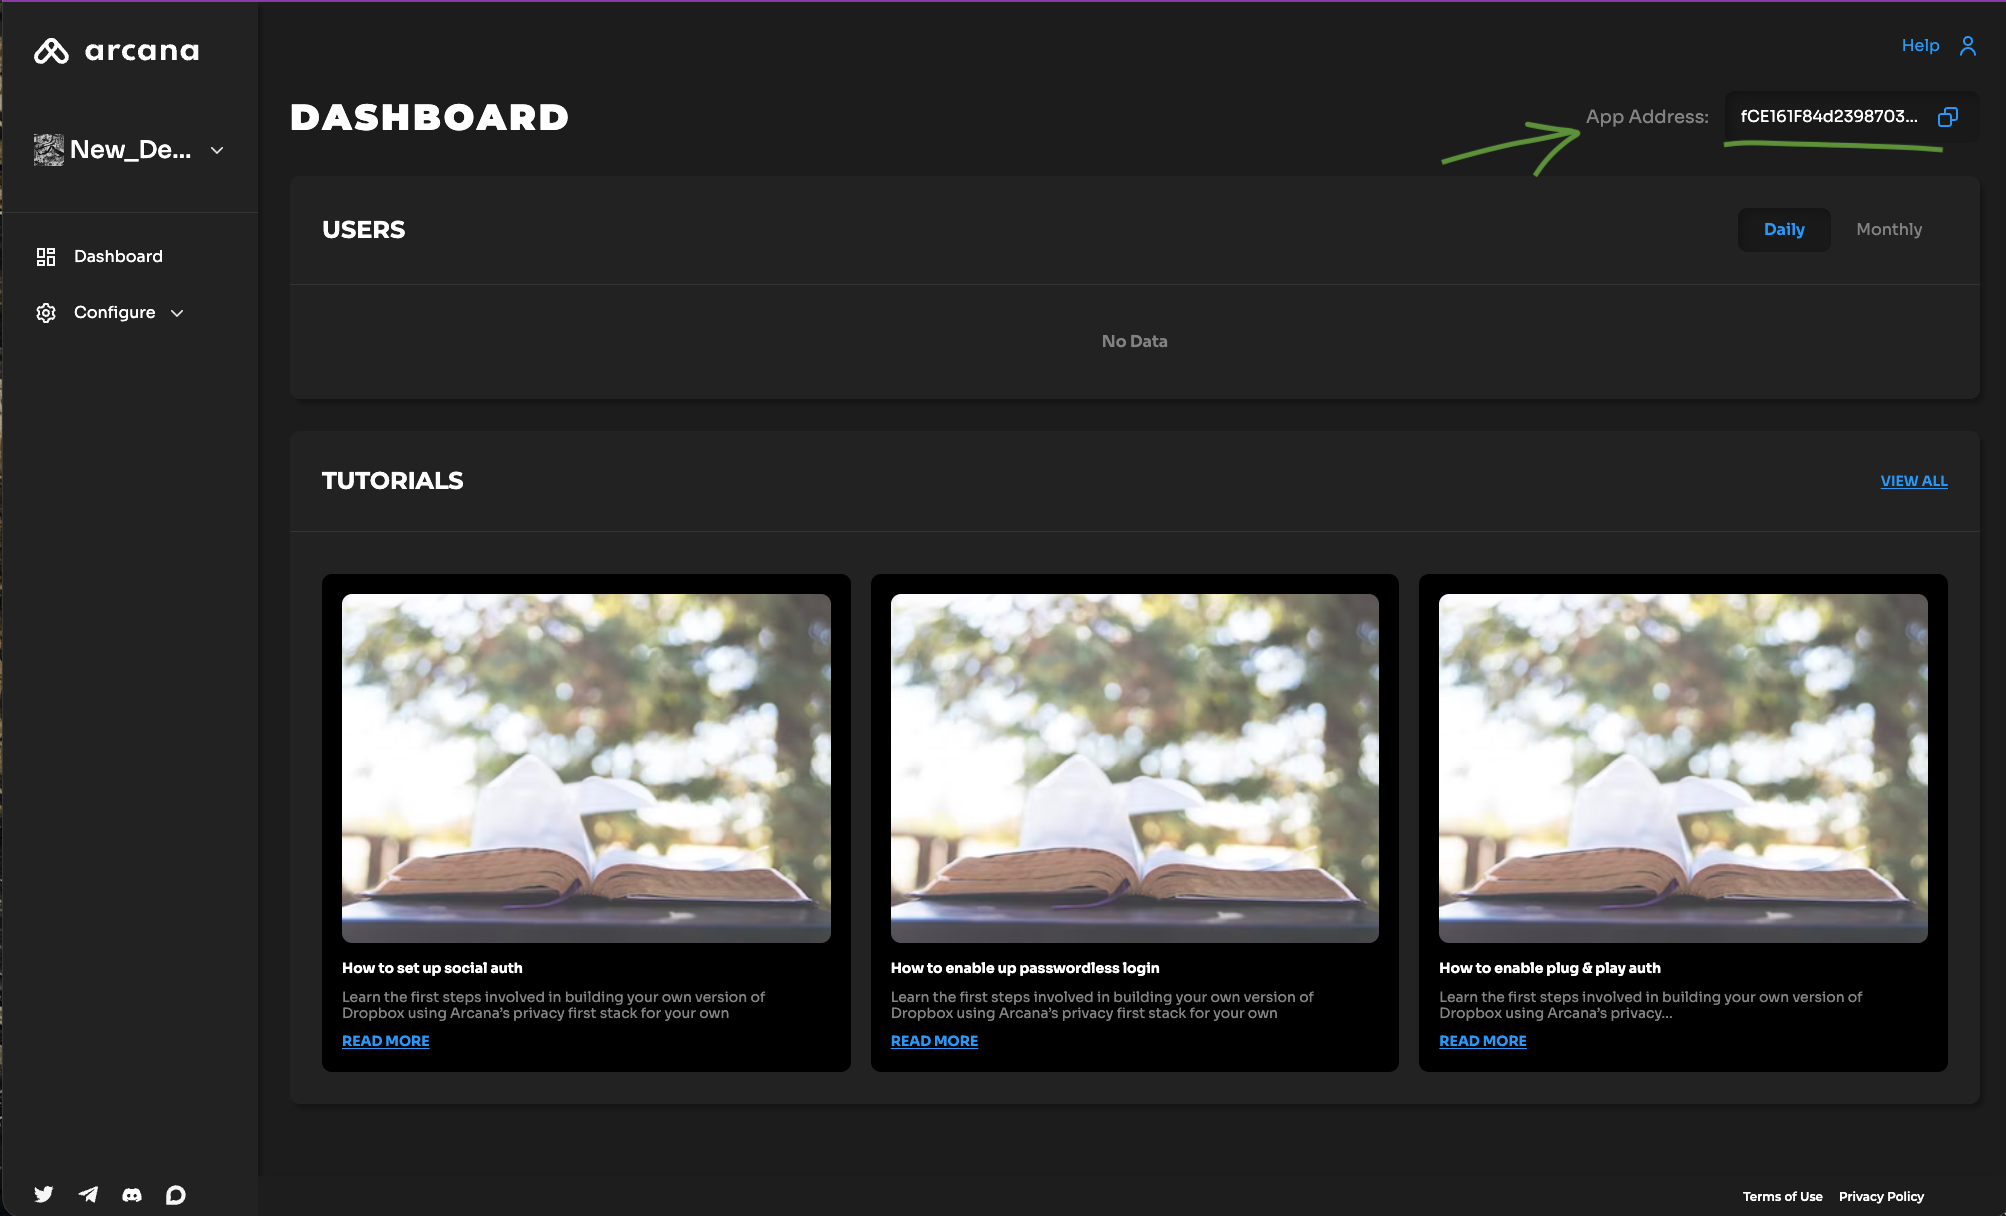 arcana
Help
New_De...
DASHBOARD
App Address:
fCE161F84d2398703...
Dashboard
Configure
USERS
Daily
Monthly
No Data
TUTORIALS
VIEW ALL
How to set up social auth
Learn the first steps involved in building your own version of
Dropbox using Arcana's privacy first stack for your own
READ MORE
How to enable up passwordless login
Learn the first steps involved in building your own version of
Dropbox using Arcana's privacy first stack for your own
READ MORE
How to enable plug & play auth
Learn the first steps involved in building your own version of
Dropbox using Arcana's privacy...
READ MORE
Terms of Use
Privacy Policy